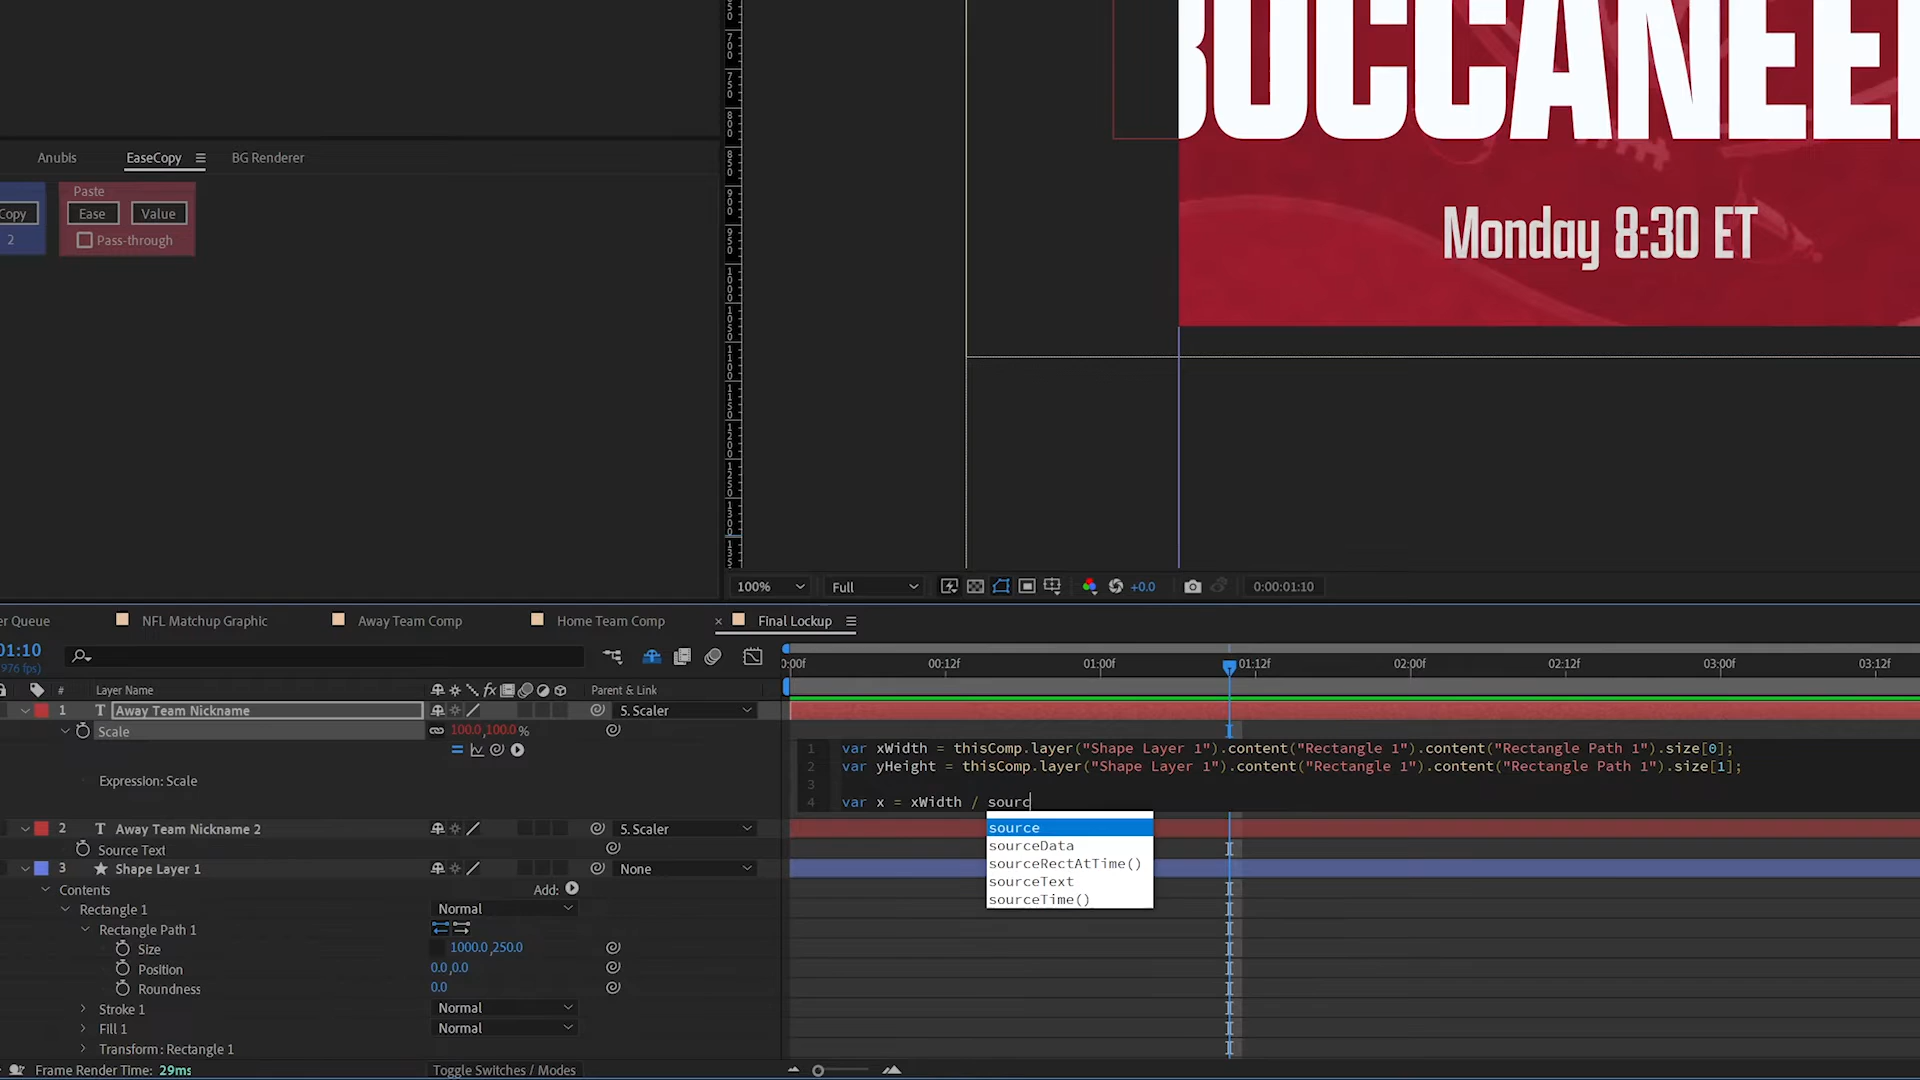 BUCCANEE
Monday 8:30 ET
Anubis
EaseCopy
BG Renderer
Copy
2
Paste
Ease
Value
Pass-through
100%
Full
+0.0
0:00:01:10
er Queue
NFL Matchup Graphic
Away Team Comp
Home Team Comp
× Final Lockup
01:10
976 fps)
0:00f
00:12f
01:00f
01:12f
02:00f
02:12f
03:00f
03:12f
#
Layer Name
fx
Parent & Link
1 T Away Team Nickname
5. Scaler
Scale
100.0,100.0%
Expression: Scale
1 var xWidth = thisComp.layer("Shape Layer 1").content("Rectangle 1").content("Rectangle Path 1").size[0];
2 var yHeight = thisComp.layer("Shape Layer 1").content("Rectangle 1").content("Rectangle Path 1").size[1];
3
4 var x = xWidth / sourc
source
sourceData
sourceRectAtTime()
sourceText
sourceTime()
2 T Away Team Nickname 2
5. Scaler
Source Text
3 Shape Layer 1
None
Contents
Add:
Rectangle 1
Normal
Rectangle Path 1
Size
1000.0,250.0
Position
0.0,0.0
Roundness
0.0
Stroke 1
Normal
Fill 1
Normal
Transform: Rectangle 1
Frame Render Time: 29ms
Toggle Switches / Modes